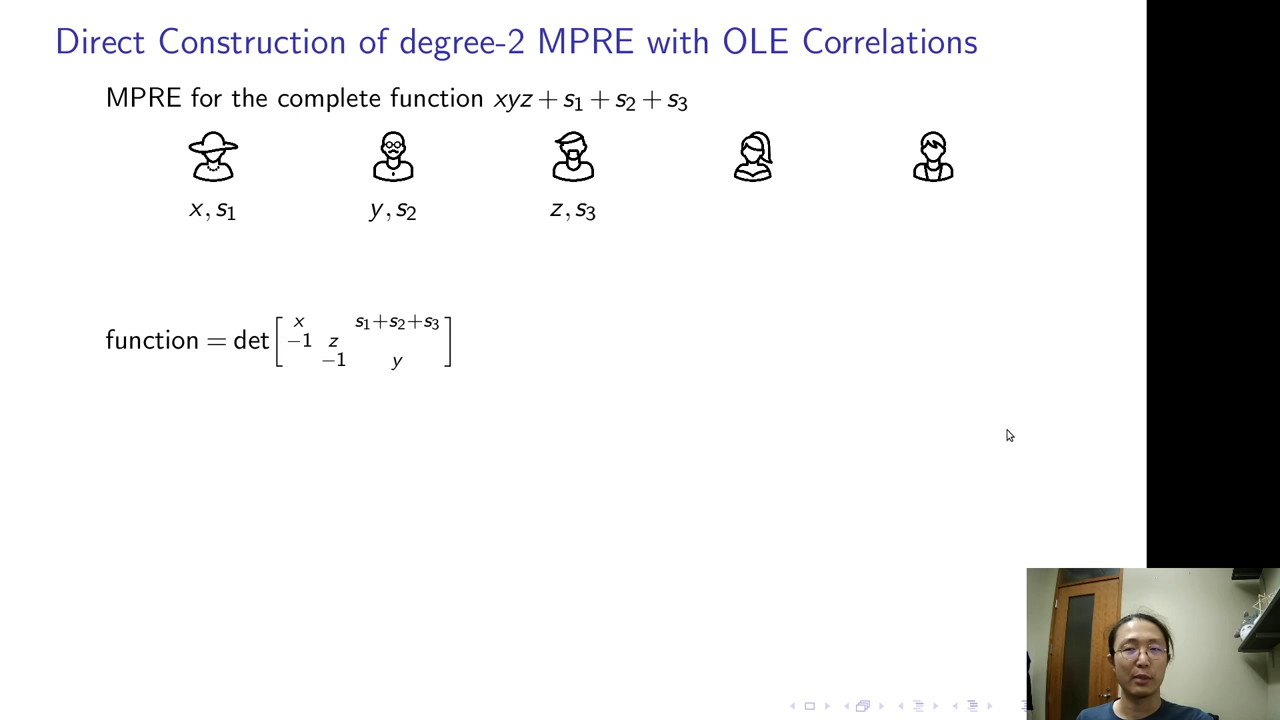 Direct Construction of degree-2 MPRE with OLE Correlations
MPRE for the complete function xyz + s₁ + s₂ + s₃
x, s₁ y, s₂ z, s₃
x s₁+s₂+s₃
function = det[ −1 z ]
−1 y